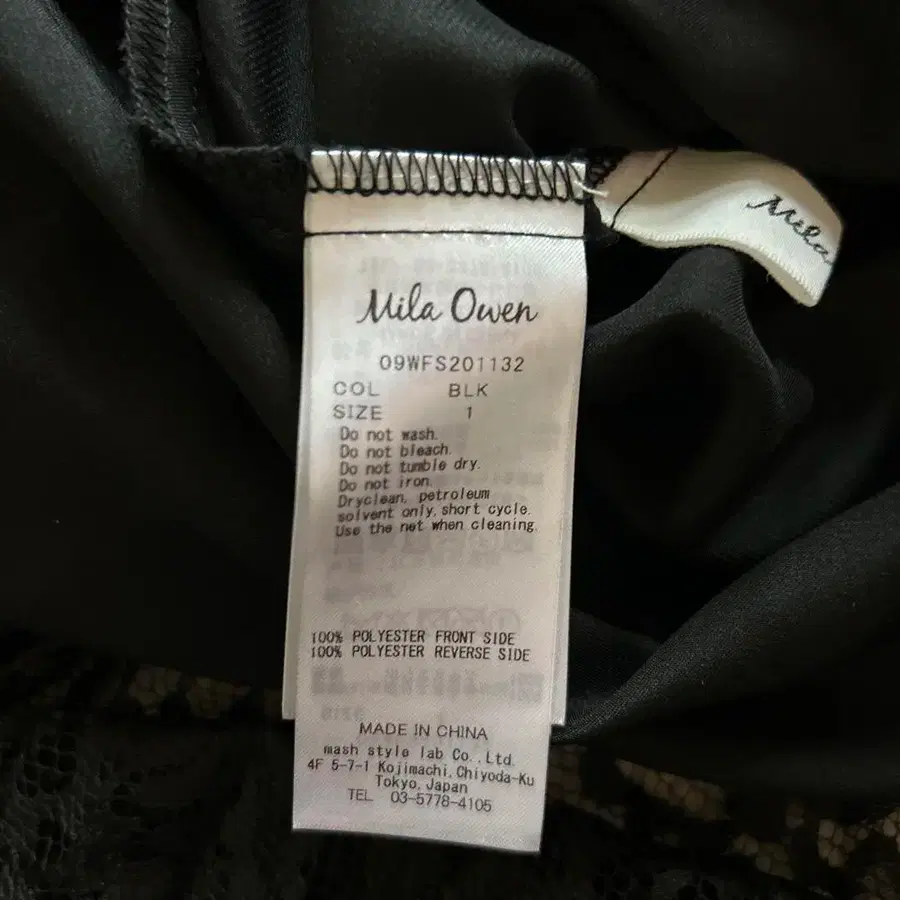 Mila Owen
09WFS201132
COL BLK
SIZE 1
Do not wash.
Do not bleach.
Do not tumble dry.
Do not iron.
Dryclean, petroleum
solvent only, short cycle.
Use the net when cleaning.
100% POLYESTER FRONT SIDE
100% POLYESTER REVERSE SIDE
MADE IN CHINA
mash style lab Co., Ltd.
4F 5-7-1 Kojimachi, Chiyoda-Ku
Tokyo, Japan
TEL 03-5778-4105
Mila